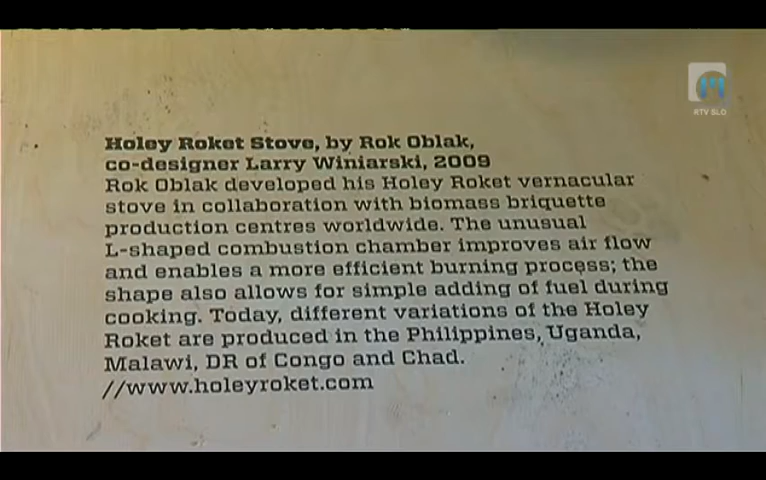 RTV SLO
Holey Roket Stove, by Rok Oblak,
co-designer Larry Winiarski, 2009
Rok Oblak developed his Holey Roket vernacular
stove in collaboration with biomass briquette
production centres worldwide. The unusual
L-shaped combustion chamber improves air flow
and enables a more efficient burning process; the
shape also allows for simple adding of fuel during
cooking. Today, different variations of the Holey
Roket are produced in the Philippines, Uganda,
Malawi, DR of Congo and Chad.
//www.holeyroket.com